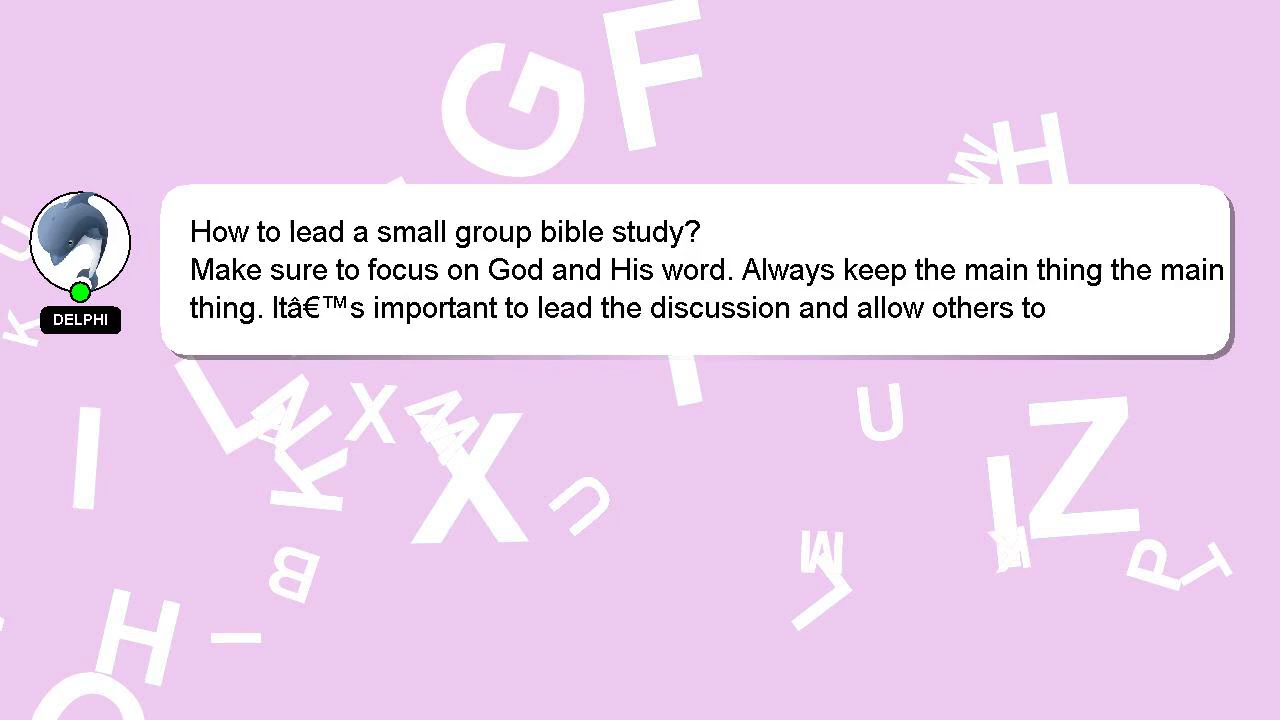 How to lead a small group bible study?
Make sure to focus on God and His word. Always keep the main thing the main
thing. Itâ€™s important to lead the discussion and allow others to
DELPHI
G
F
W
H
U
K
L
A
K
X
X
U
I
U
Z
I
M
P
T
B
H
I
L
O